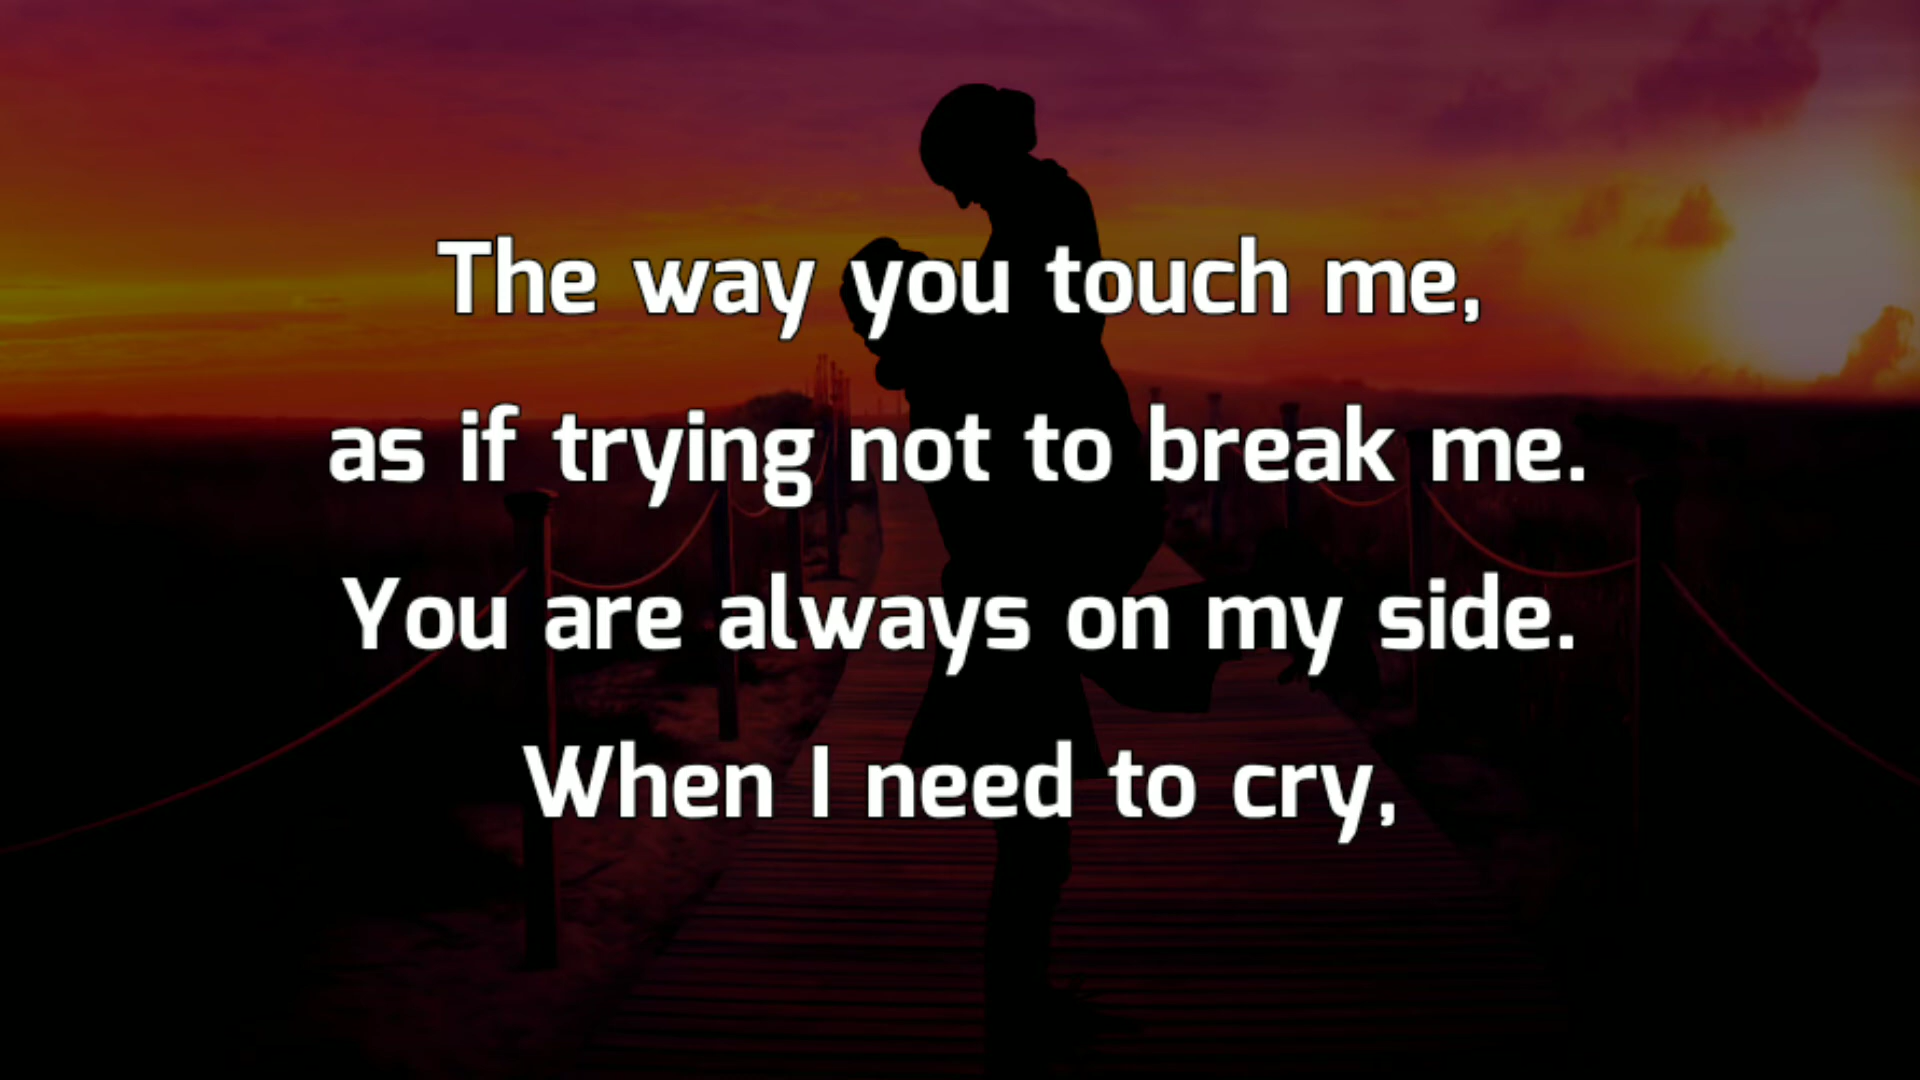 The way you touch me,
as if trying not to break me.
You are always on my side.
When I need to cry,